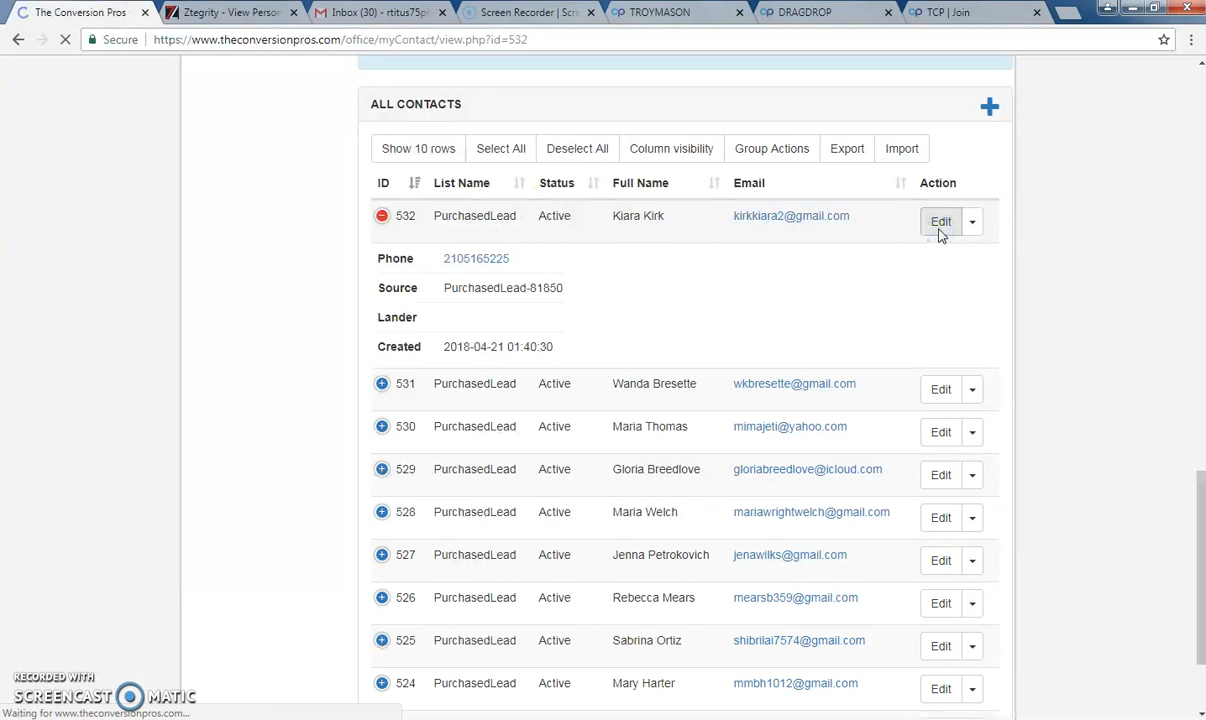 The Conversion Pros
Ztegrity - View Person
Inbox (30) - rtitus75pl
Screen Recorder | Scre
TROYMASON
DRAGDROP
TCP | Join
Secure https://www.theconversionpros.com/office/myContact/view.php?id=532
ALL CONTACTS
Show 10 rows Select All Deselect All Column visibility Group Actions Export Import
ID List Name Status Full Name Email Action
532 PurchasedLead Active Kiara Kirk kirkkiara2@gmail.com Edit
Phone 2105165225
Source PurchasedLead-81850
Lander
Created 2018-04-21 01:40:30
531 PurchasedLead Active Wanda Bresette wkbresette@gmail.com Edit
530 PurchasedLead Active Maria Thomas mimajeti@yahoo.com Edit
529 PurchasedLead Active Gloria Breedlove gloriabreedlove@icloud.com Edit
528 PurchasedLead Active Maria Welch mariawrightwelch@gmail.com Edit
527 PurchasedLead Active Jenna Petrokovich jenawilks@gmail.com Edit
526 PurchasedLead Active Rebecca Mears mearsb359@gmail.com Edit
525 PurchasedLead Active Sabrina Ortiz shibrilai7574@gmail.com Edit
524 PurchasedLead Active Mary Harter mmbh1012@gmail.com Edit
RECORDED WITH
SCREENCAST MATIC
Waiting for www.theconversionpros.com...